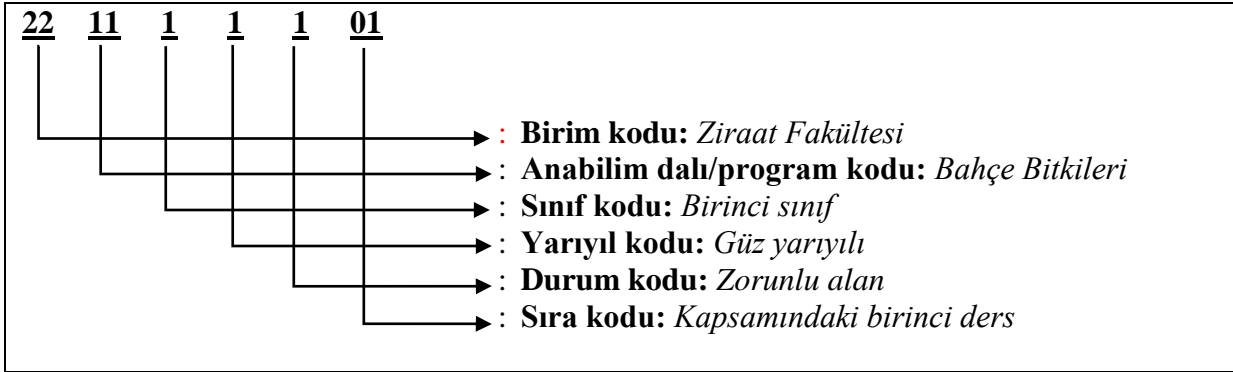 22 11 1 1 1 01
: Birim kodu: Ziraat Fakültesi
: Anabilim dalı/program kodu: Bahçe Bitkileri
: Sınıf kodu: Birinci sınıf
: Yarıyıl kodu: Güz yarıyılı
: Durum kodu: Zorunlu alan
: Sıra kodu: Kapsamındaki birinci ders